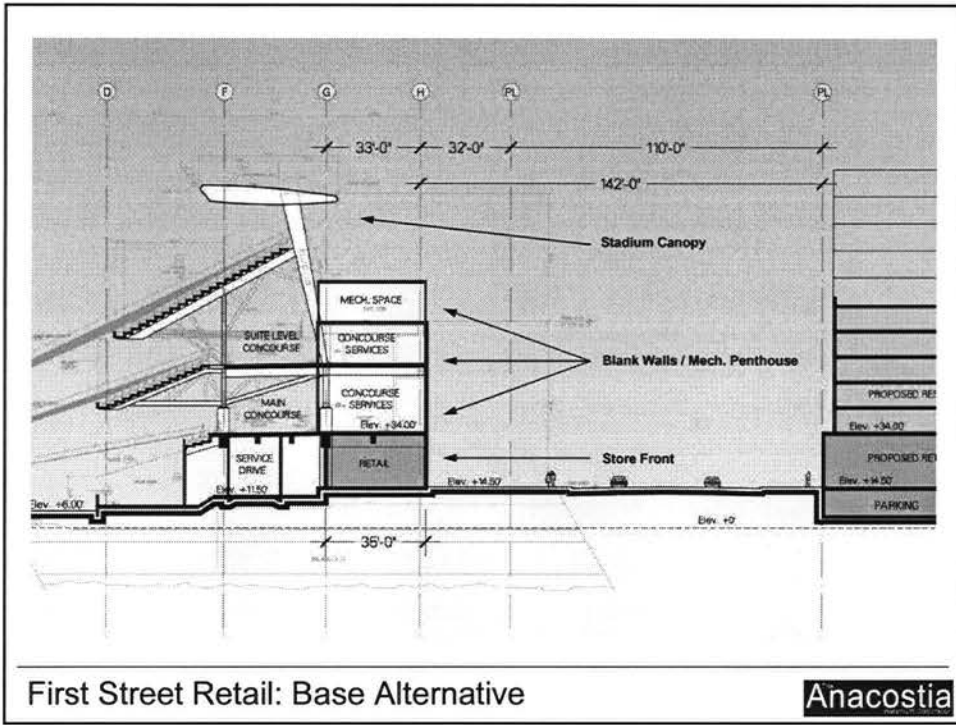 D F G H PL PL
33'-0" 32'-0" 110'-0"
142'-0"
Stadium Canopy
MECH. SPACE
SUITE LEVEL
CONCOURSE
CONCOURSE
SERVICES
Blank Walls / Mech. Penthouse
MAIN
CONCOURSE
CONCOURSE
SERVICES
Elev. +34.00'
PROPOSED RES
Elev. +34.00'
SERVICE
DRIVE
Elev. +11.50'
RETAIL
Store Front
Elev. +14.50'
PROPOSED RET
Elev. +14.50'
PARKING
Elev. +6.00'
Elev. +0'
35'-0"
First Street Retail: Base Alternative
Anacostia